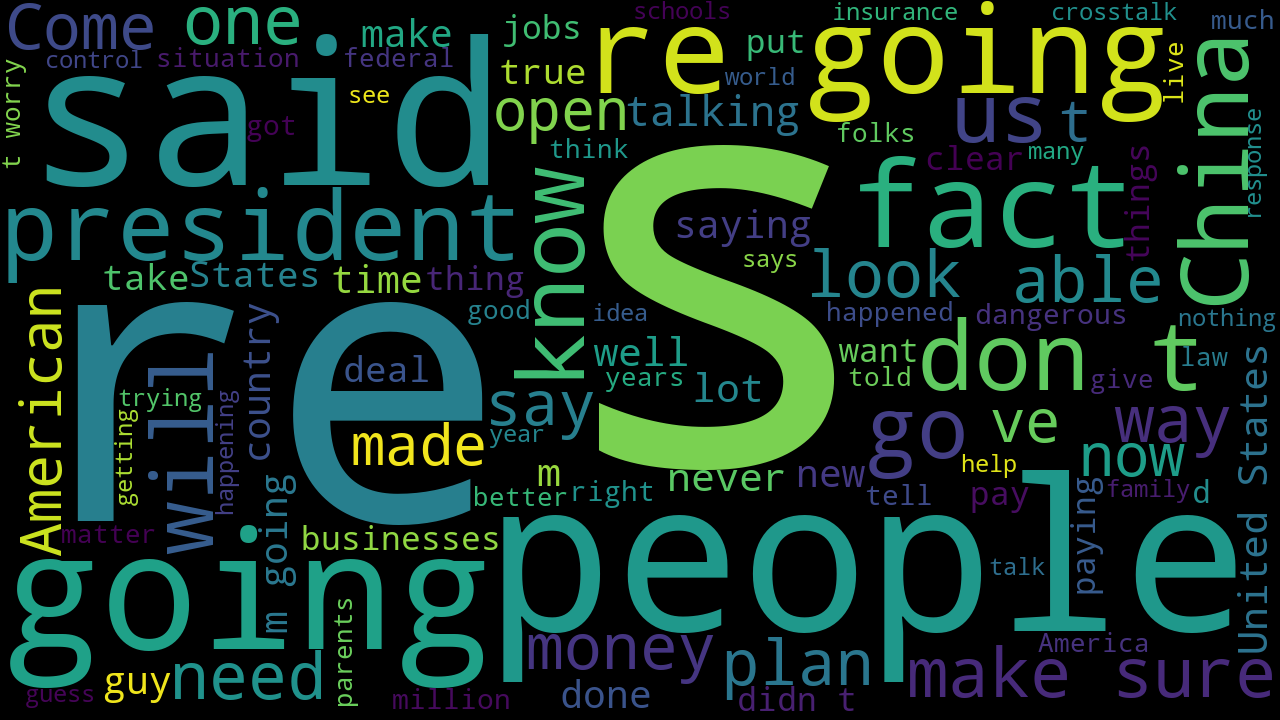 Come
one
make
jobs
schools
insurance
crosstalk
much
control
situation
federal
true
re going
put
world
live
t worry
said
see
got
open
talking
us
t
China
folks
think
clear
many
response
president
know
s
saying
says
fact
things
look
able
take
States
time
thing
good
idea
happened
dangerous
nothing
American
re
will
country
deal
well
years
lot
want
told
don t
give
law
trying
getting
happening
made
say
year
go
ve
way
now
United States
m
better
right
never
new
tell
help
pay
family
d
matter
m going
businesses
people
paying
talk
going
guy
need
parents
money
plan
America
make sure
guess
million
done
didn t